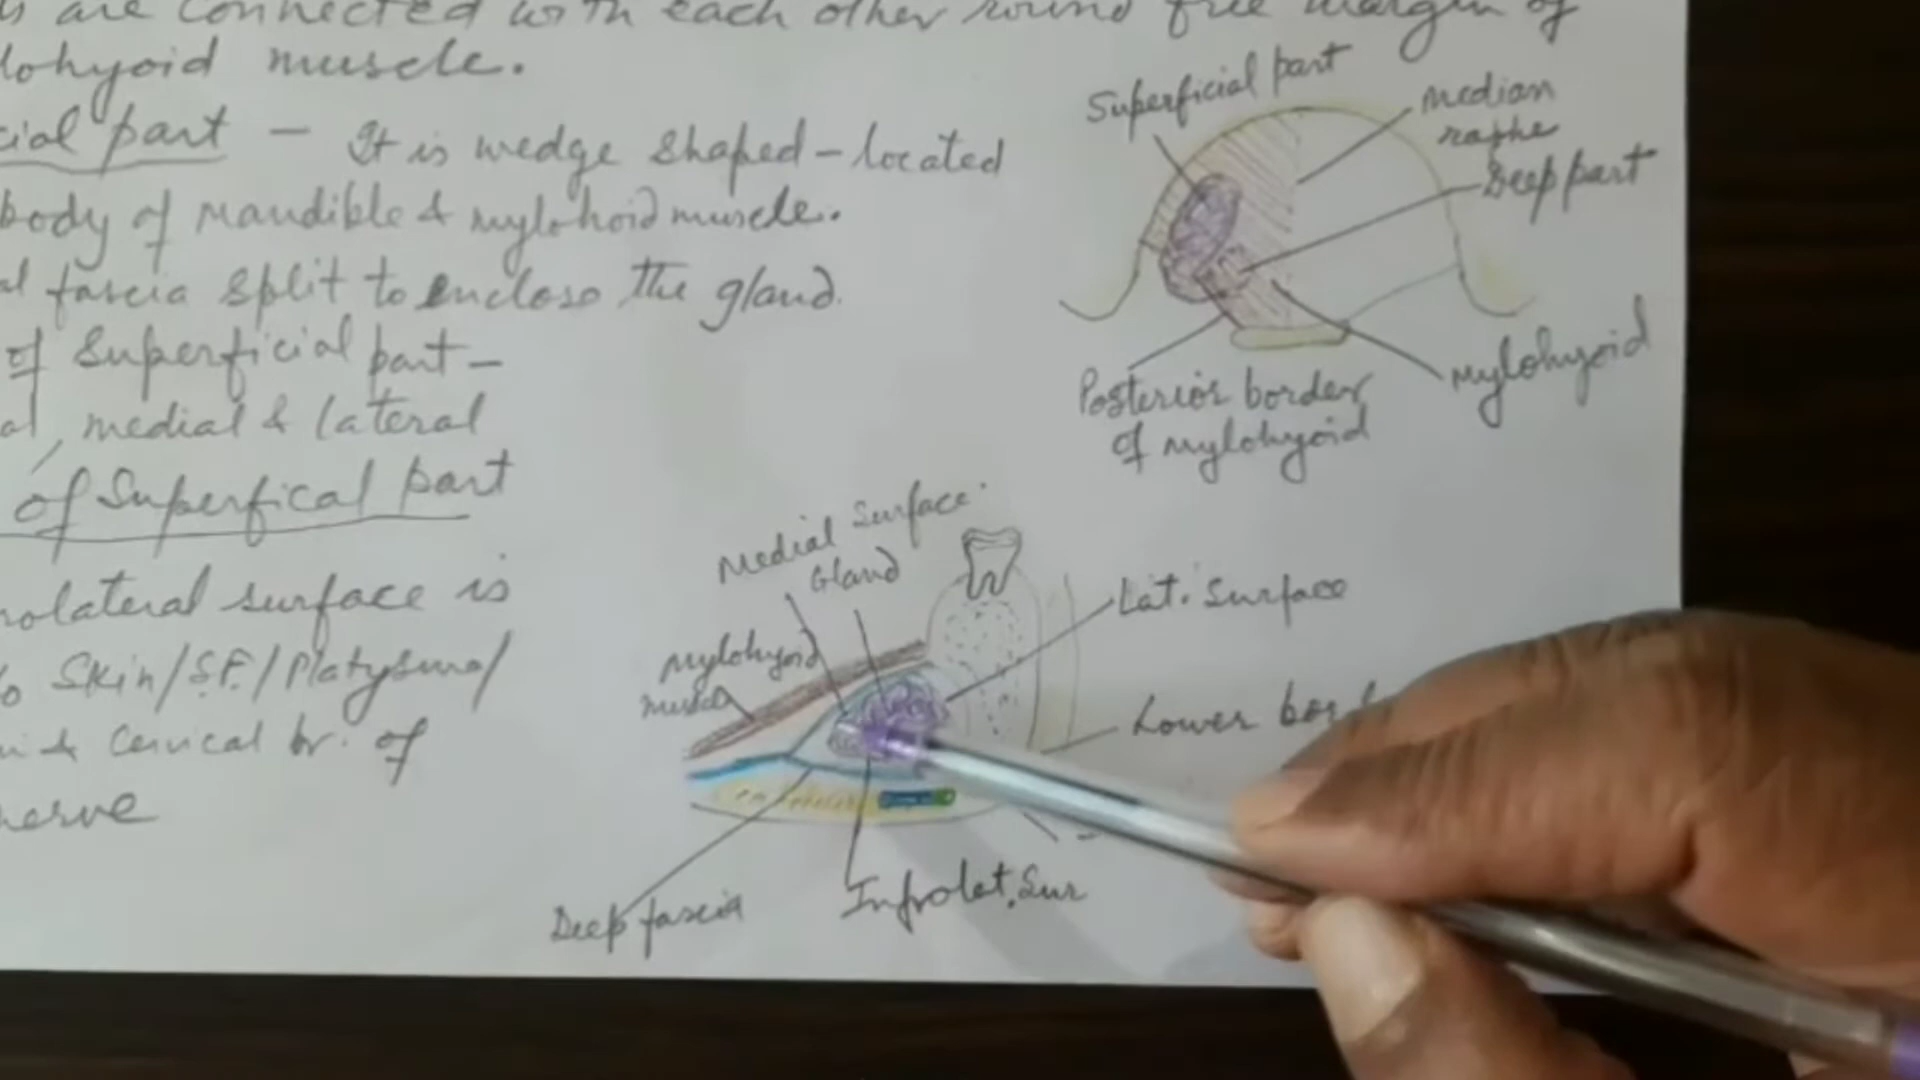 are connected with each other round free margin of
lohyoid muscle.
cial part - It is wedge shaped - located
body of Mandible & mylohoid muscle.
al fascia split to enclose the gland.
of Superficial part -
al, medial & lateral
of Superfical part
rolateral surface is
to Skin/S.F./Platysma/
& Cervical br. of
nerve
Superficial part
Median
raphe
Deep part
Mylohyoid
Posterior border
of mylohyoid
Medial Surface
Gland
Lat. Surface
Mylohyoid
muscle
Lower bor
Deep fascia
Infrolat. Sur